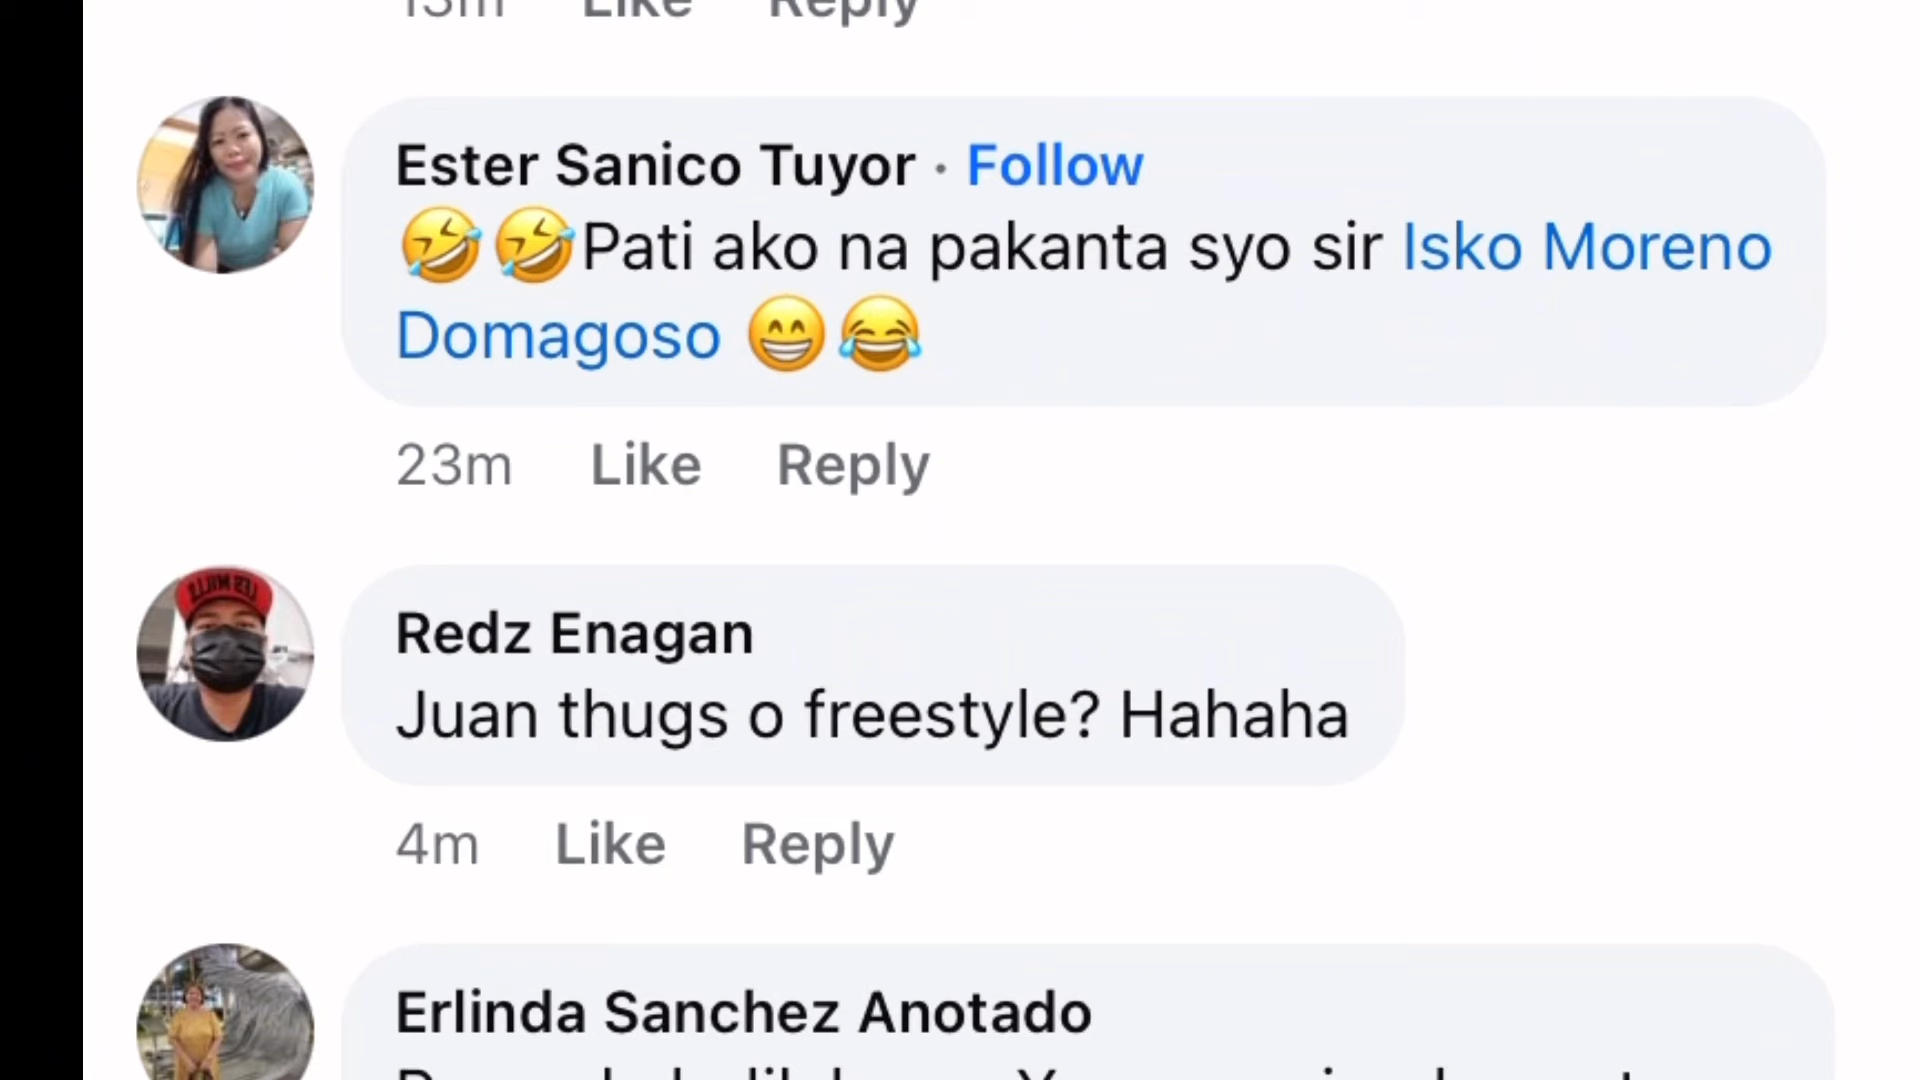 13m Like Reply
Ester Sanico Tuyor · Follow
🤣🤣Pati ako na pakanta syo sir Isko Moreno
Domagoso 😁😂
23m Like Reply
Redz Enagan
Juan thugs o freestyle? Hahaha
4m Like Reply
Erlinda Sanchez Anotado